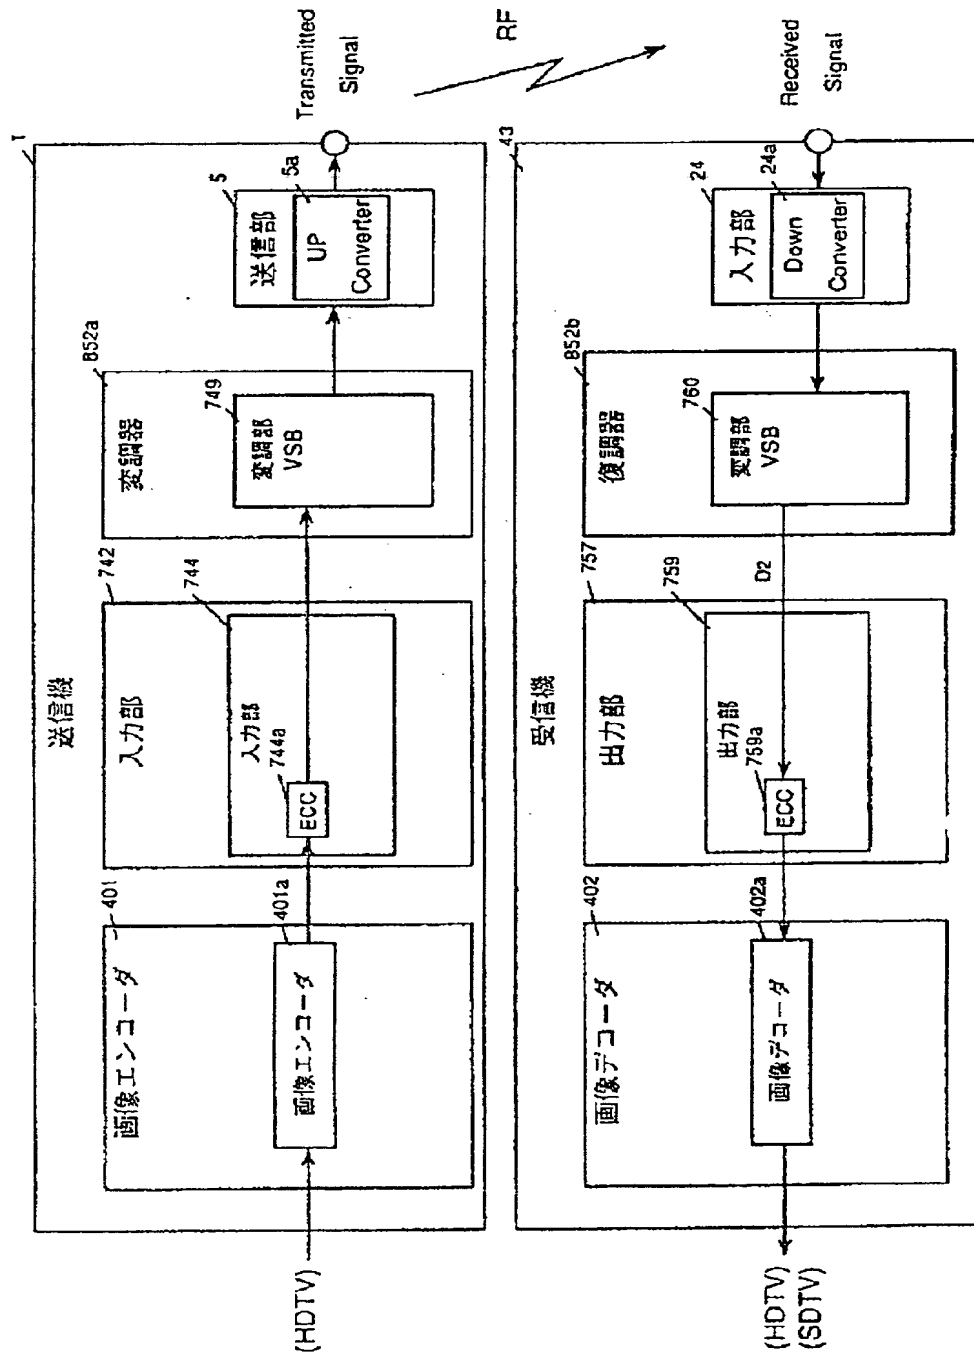 1
送信機
401
画像エンコーダ
401a
画像エンコーダ
(HDTV)
742
入力部
744
入力部
744a
ECC
852a
変調器
749
変調部
VSB
5
送信部
5a
UP
Converter
Transmitted
Signal
RF
43
受信機
402
画像デコーダ
402a
画像デコーダ
(HDTV)
(SDTV)
757
出力部
759
出力部
759a
ECC
D2
852b
復調器
760
変調部
VSB
24
入力部
24a
Down
Converter
Received
Signal